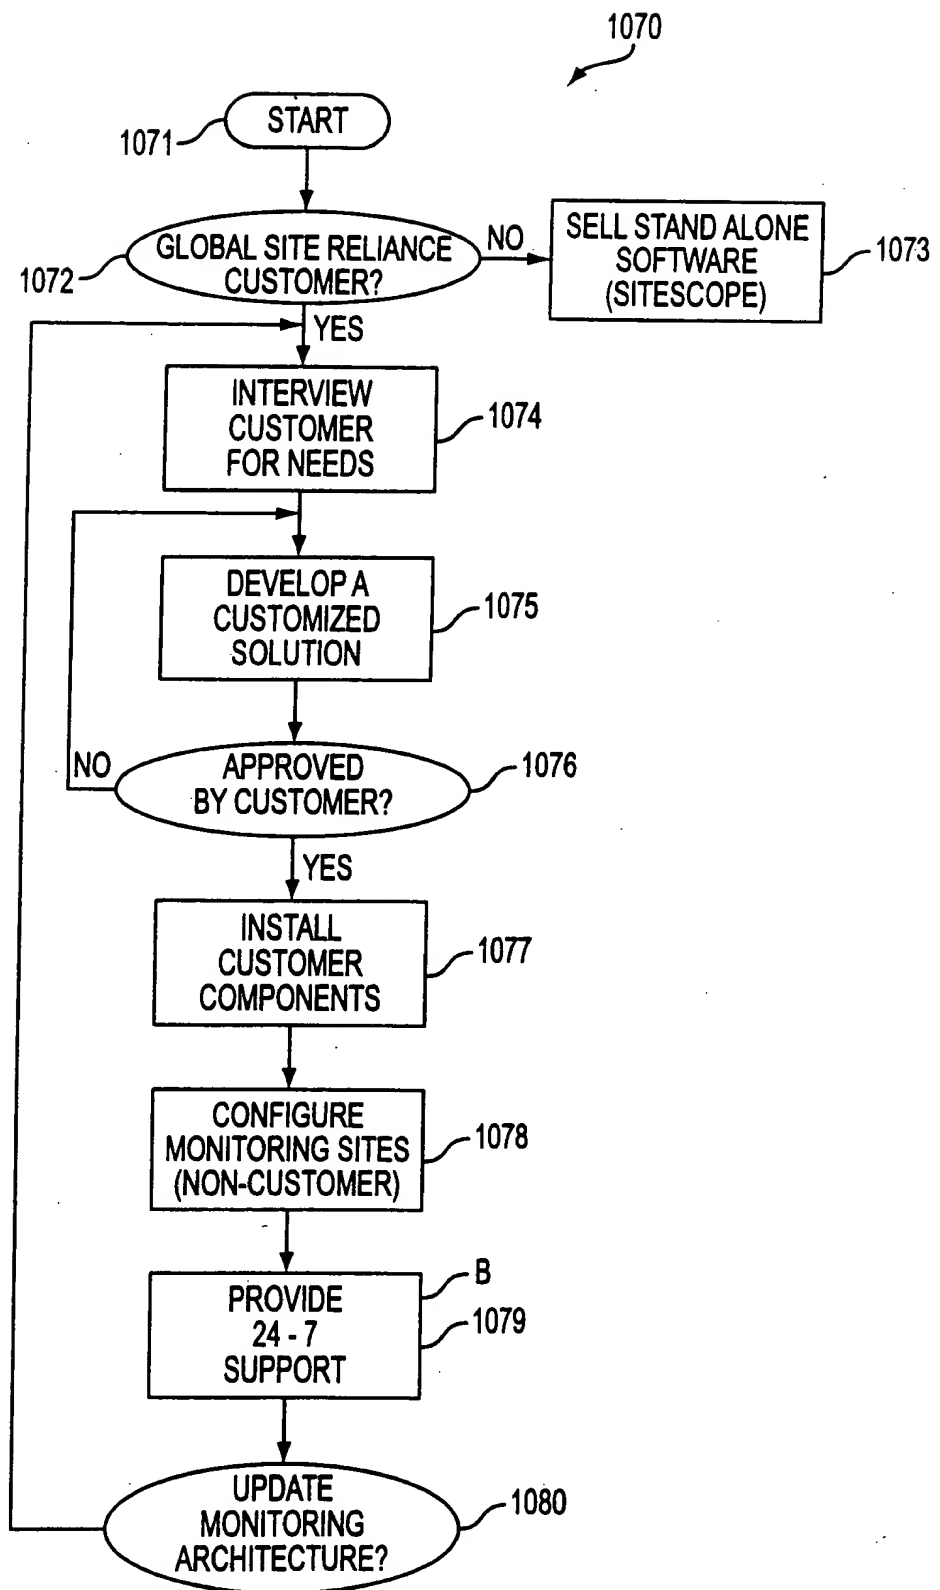 1070
START
1071
GLOBAL SITE RELIANCE
CUSTOMER?
1072
NO
SELL STAND ALONE
SOFTWARE
(SITESCOPE)
1073
YES
INTERVIEW
CUSTOMER
FOR NEEDS
1074
DEVELOP A
CUSTOMIZED
SOLUTION
1075
NO
APPROVED
BY CUSTOMER?
1076
YES
INSTALL
CUSTOMER
COMPONENTS
1077
CONFIGURE
MONITORING SITES
(NON-CUSTOMER)
1078
B
PROVIDE
24 - 7
SUPPORT
1079
UPDATE
MONITORING
ARCHITECTURE?
1080